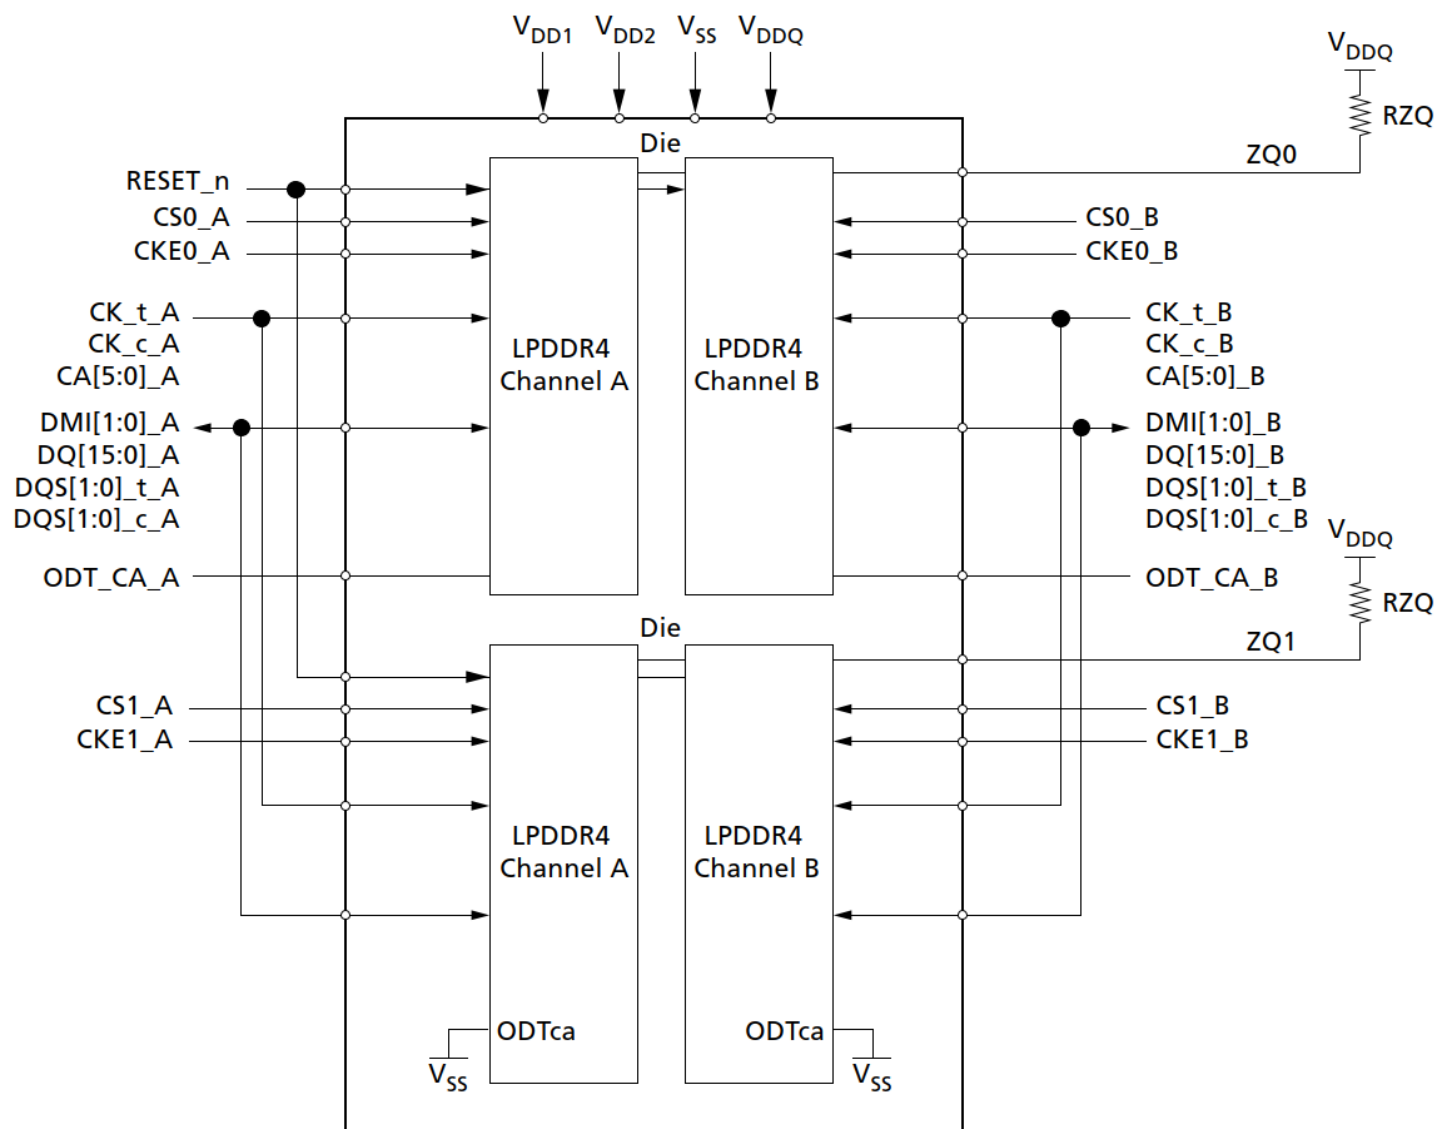 VDD1 VDD2 VSS VDDQ
VDDQ
RZQ
Die
ZQ0
RESET_n
CS0_A
CKE0_A
CS0_B
CKE0_B
CK_t_A
CK_c_A
CA[5:0]_A
LPDDR4
Channel A
LPDDR4
Channel B
CK_t_B
CK_c_B
CA[5:0]_B
DMI[1:0]_A
DQ[15:0]_A
DQS[1:0]_t_A
DQS[1:0]_c_A
DMI[1:0]_B
DQ[15:0]_B
DQS[1:0]_t_B
DQS[1:0]_c_B
VDDQ
RZQ
ODT_CA_A
ODT_CA_B
Die
ZQ1
CS1_A
CKE1_A
CS1_B
CKE1_B
LPDDR4
Channel A
LPDDR4
Channel B
ODTca
ODTca
VSS
VSS